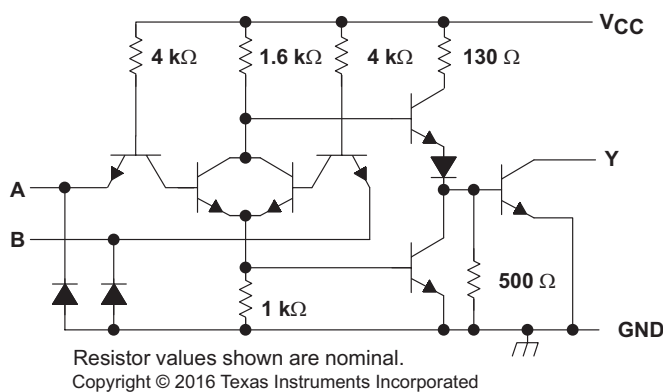 VCC
4 kΩ 1.6 kΩ 4 kΩ 130 Ω
A
Y
B
500 Ω
1 kΩ
GND
Resistor values shown are nominal.
Copyright © 2016 Texas Instruments Incorporated